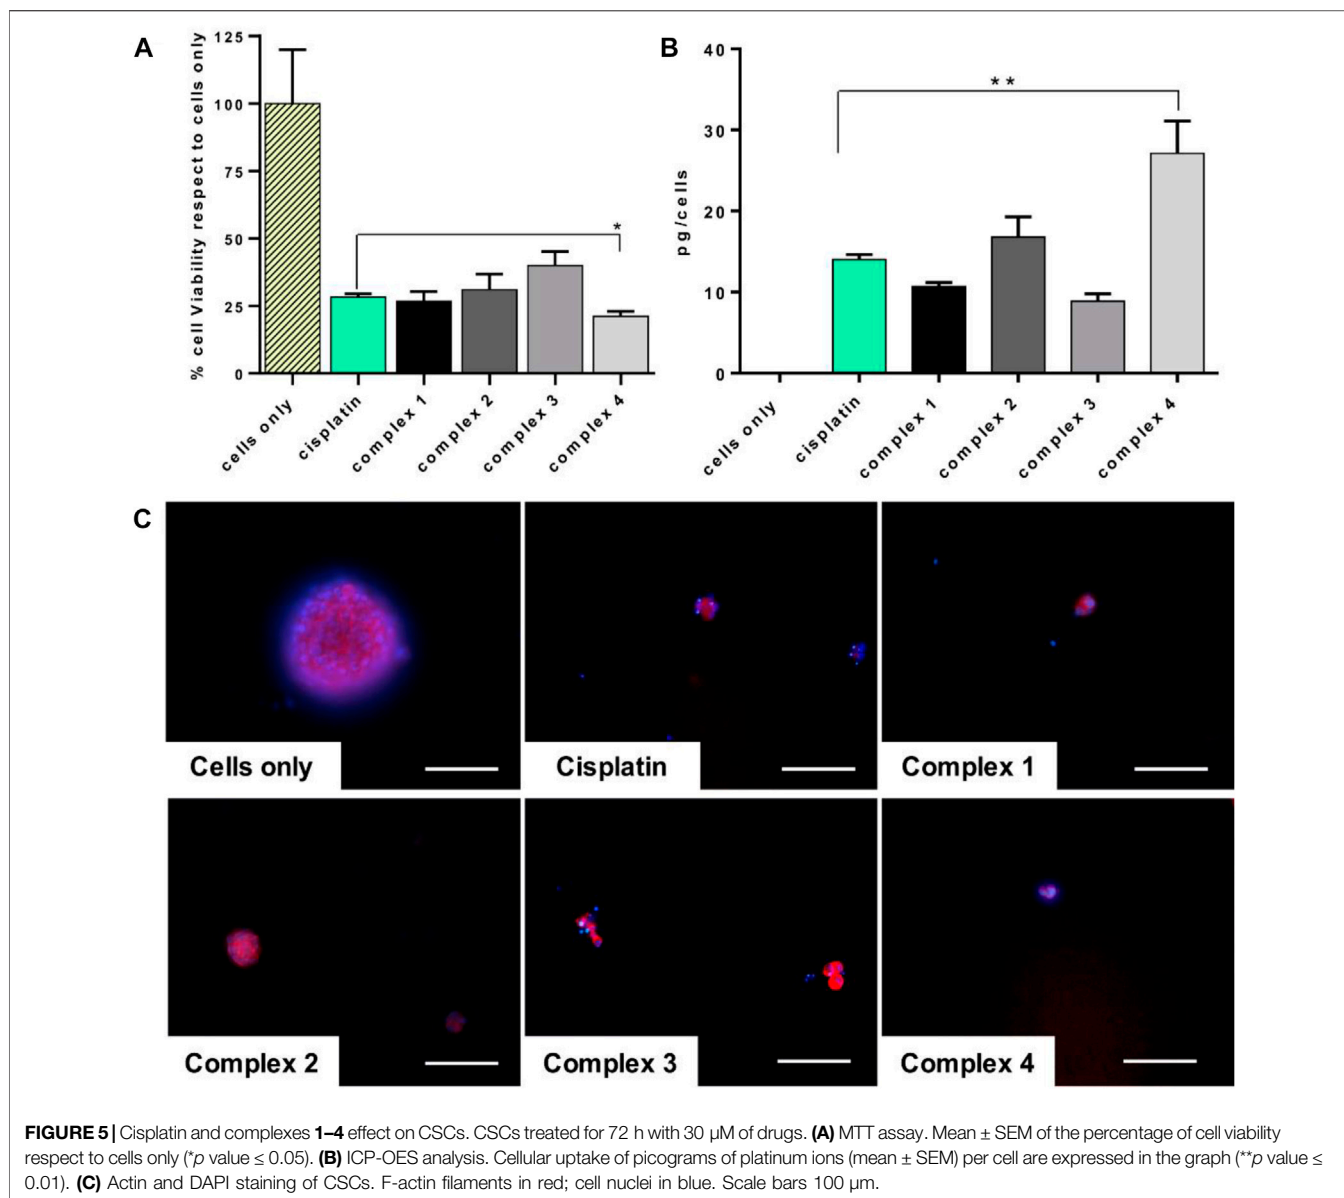 A
% cell Viability respect to cells only
125
100
75
50
25
0
*
cells only
cisplatin
complex 1
complex 2
complex 3
complex 4
B
pg/cells
40
30
20
10
0
**
cells only
cisplatin
complex 1
complex 2
complex 3
complex 4
C
Cells only
Cisplatin
Complex 1
Complex 2
Complex 3
Complex 4
FIGURE 5 | Cisplatin and complexes 1–4 effect on CSCs. CSCs treated for 72 h with 30 μM of drugs. (A) MTT assay. Mean ± SEM of the percentage of cell viability
respect to cells only (*p value ≤ 0.05). (B) ICP-OES analysis. Cellular uptake of picograms of platinum ions (mean ± SEM) per cell are expressed in the graph (**p value ≤
0.01). (C) Actin and DAPI staining of CSCs. F-actin filaments in red; cell nuclei in blue. Scale bars 100 μm.